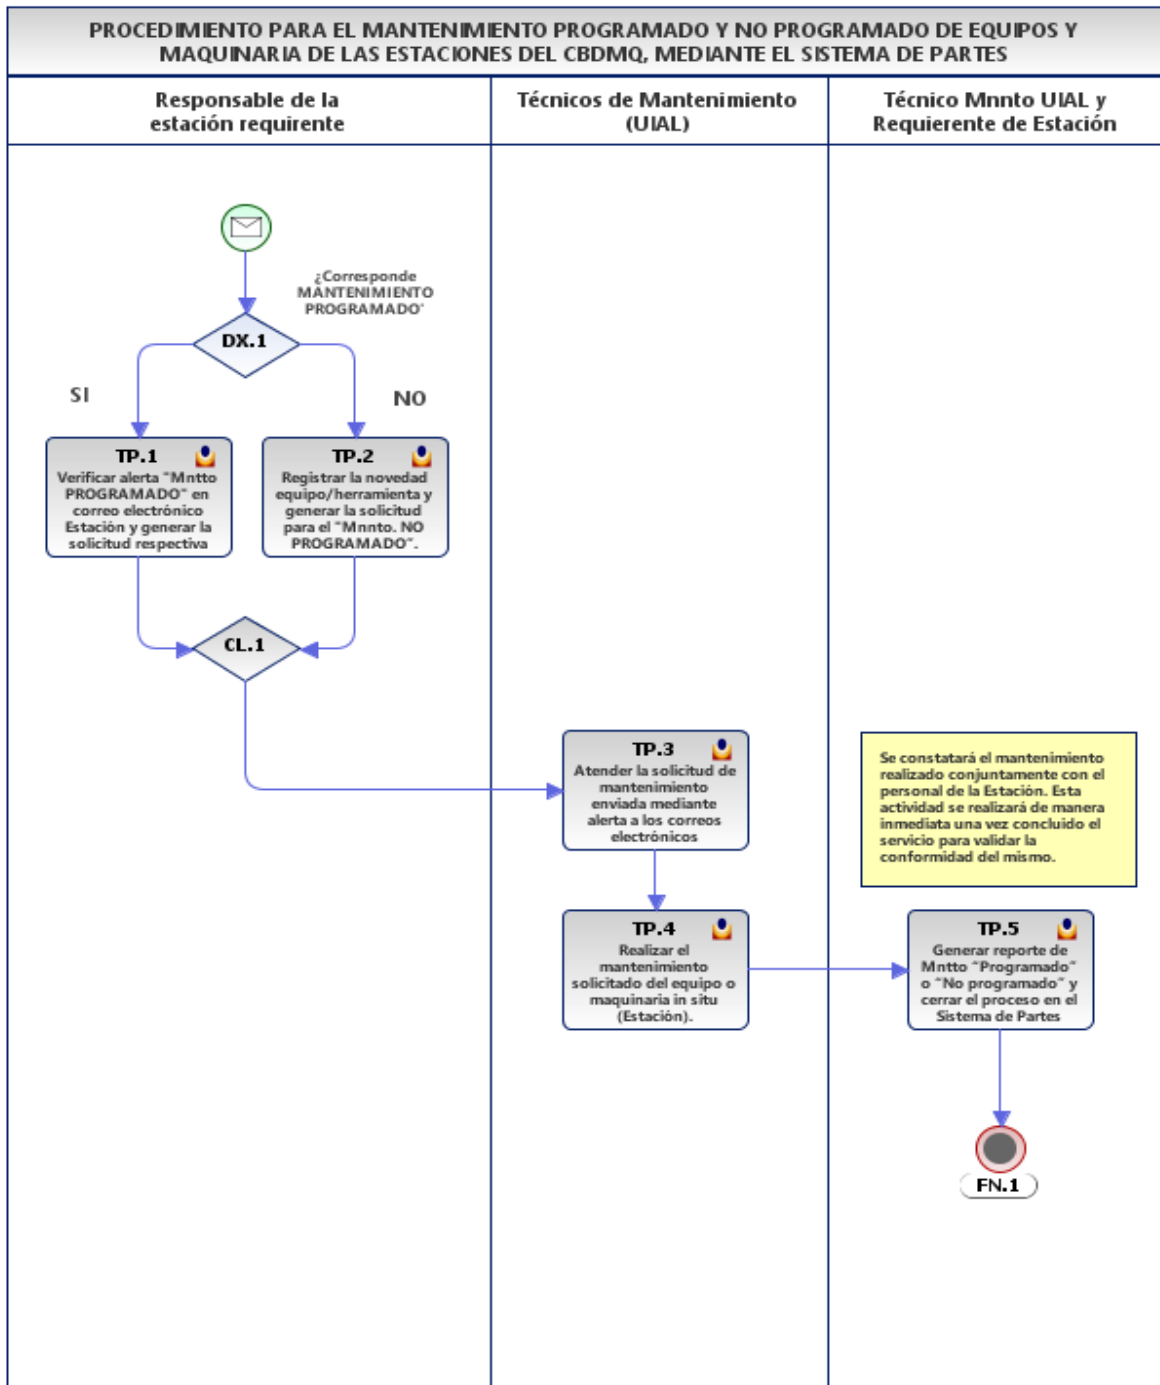 PROCEDIMIENTO PARA EL MANTENIMIENTO PROGRAMADO Y NO PROGRAMADO DE EQUIPOS Y
MAQUINARIA DE LAS ESTACIONES DEL CBDMQ, MEDIANTE EL SISTEMA DE PARTES
Responsable de la
estación requirente
Técnicos de Mantenimiento
(UIAL)
Técnico Mnnto UIAL y
Requierente de Estación
¿Corresponde
MANTENIMIENTO
PROGRAMADO'
DX.1
SI
NO
TP.1
Verificar alerta "Mntto
PROGRAMADO" en
correo electrónico
Estación y generar la
solicitud respectiva
TP.2
Registrar la novedad
equipo/herramienta y
generar la solicitud
para el "Mnnto. NO
PROGRAMADO".
CL.1
TP.3
Atender la solicitud de
mantenimiento
enviada mediante
alerta a los correos
electrónicos
Se constatará el mantenimiento
realizado conjuntamente con el
personal de la Estación. Esta
actividad se realizará de manera
inmediata una vez concluido el
servicio para validar la
conformidad del mismo.
TP.4
Realizar el
mantenimiento
solicitado del equipo o
maquinaria in situ
(Estación).
TP.5
Generar reporte de
Mntto "Programado"
o "No programado" y
cerrar el proceso en el
Sistema de Partes
FN.1